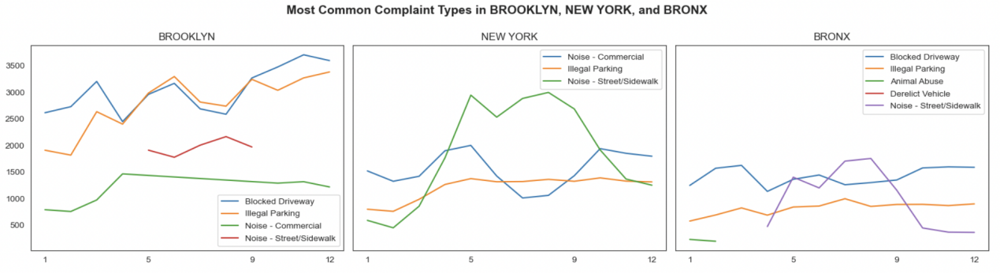 Most Common Complaint Types in BROOKLYN, NEW YORK, and BRONX
BROOKLYN
3500
3000
2500
2000
1500
1000
500
1
5
9
12
Blocked Driveway
Illegal Parking
Noise - Commercial
Noise - Street/Sidewalk
NEW YORK
Noise - Commercial
Illegal Parking
Noise - Street/Sidewalk
1
5
9
12
BRONX
Blocked Driveway
Illegal Parking
Animal Abuse
Derelict Vehicle
Noise - Street/Sidewalk
1
5
9
12